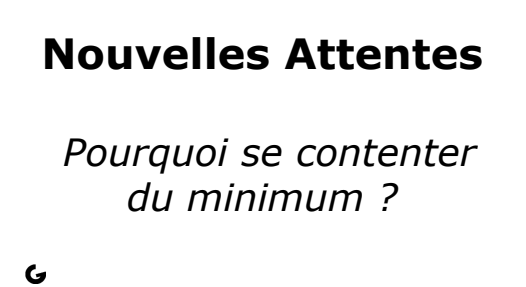 Nouvelles Attentes
Pourquoi se contenter
du minimum ?